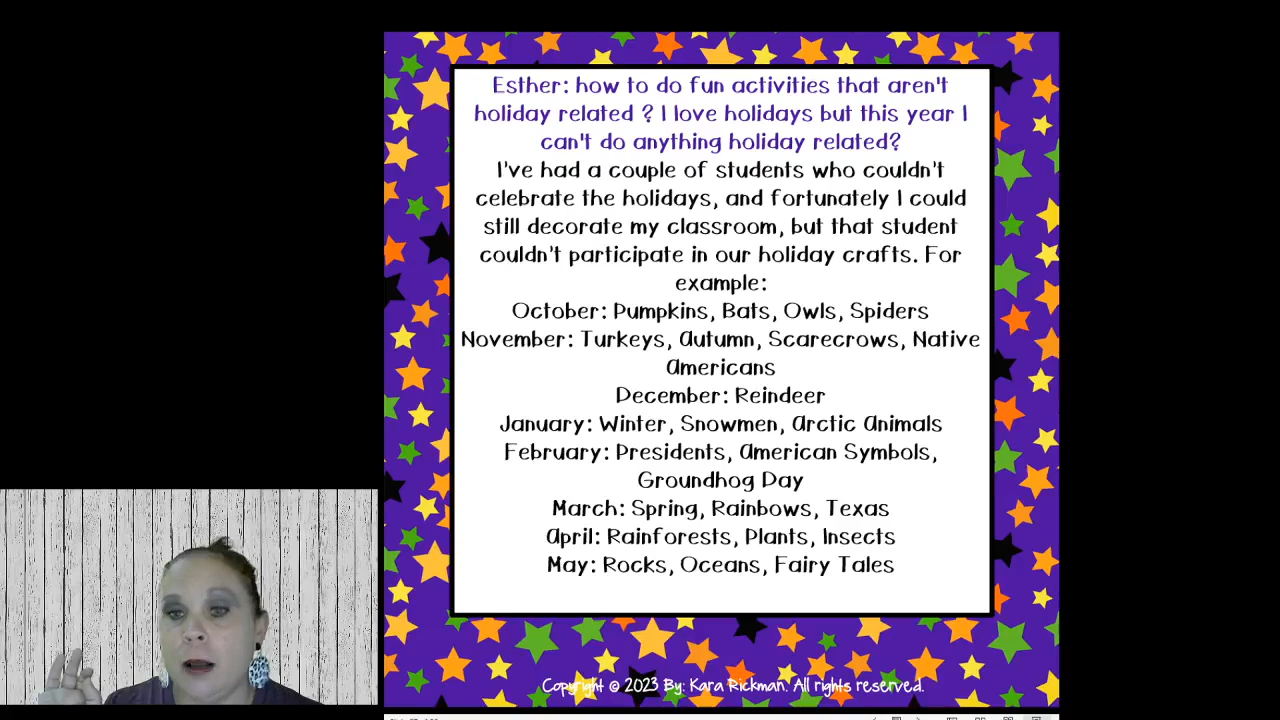 Esther: how to do fun activities that aren't
holiday related ? I love holidays but this year I
can't do anything holiday related?
I've had a couple of students who couldn't
celebrate the holidays, and fortunately I could
still decorate my classroom, but that student
couldn't participate in our holiday crafts. For
example:
October: Pumpkins, Bats, Owls, Spiders
November: Turkeys, Autumn, Scarecrows, Native
Americans
December: Reindeer
January: Winter, Snowmen, Arctic Animals
February: Presidents, American Symbols,
Groundhog Day
March: Spring, Rainbows, Texas
April: Rainforests, Plants, Insects
May: Rocks, Oceans, Fairy Tales
Copyright © 2023 By: Kara Rickman. All rights reserved.